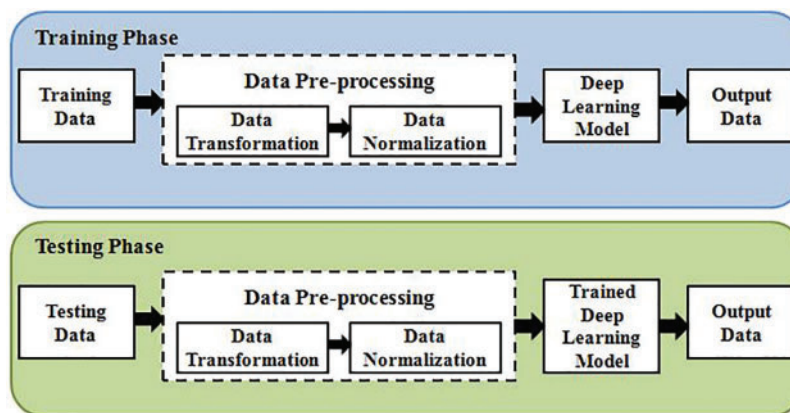 Training Phase
Training
Data
Data Pre-processing
Data
Transformation
Data
Normalization
Deep
Learning
Model
Output
Data
Testing Phase
Testing
Data
Data Pre-processing
Data
Transformation
Data
Normalization
Trained
Deep
Learning
Model
Output
Data